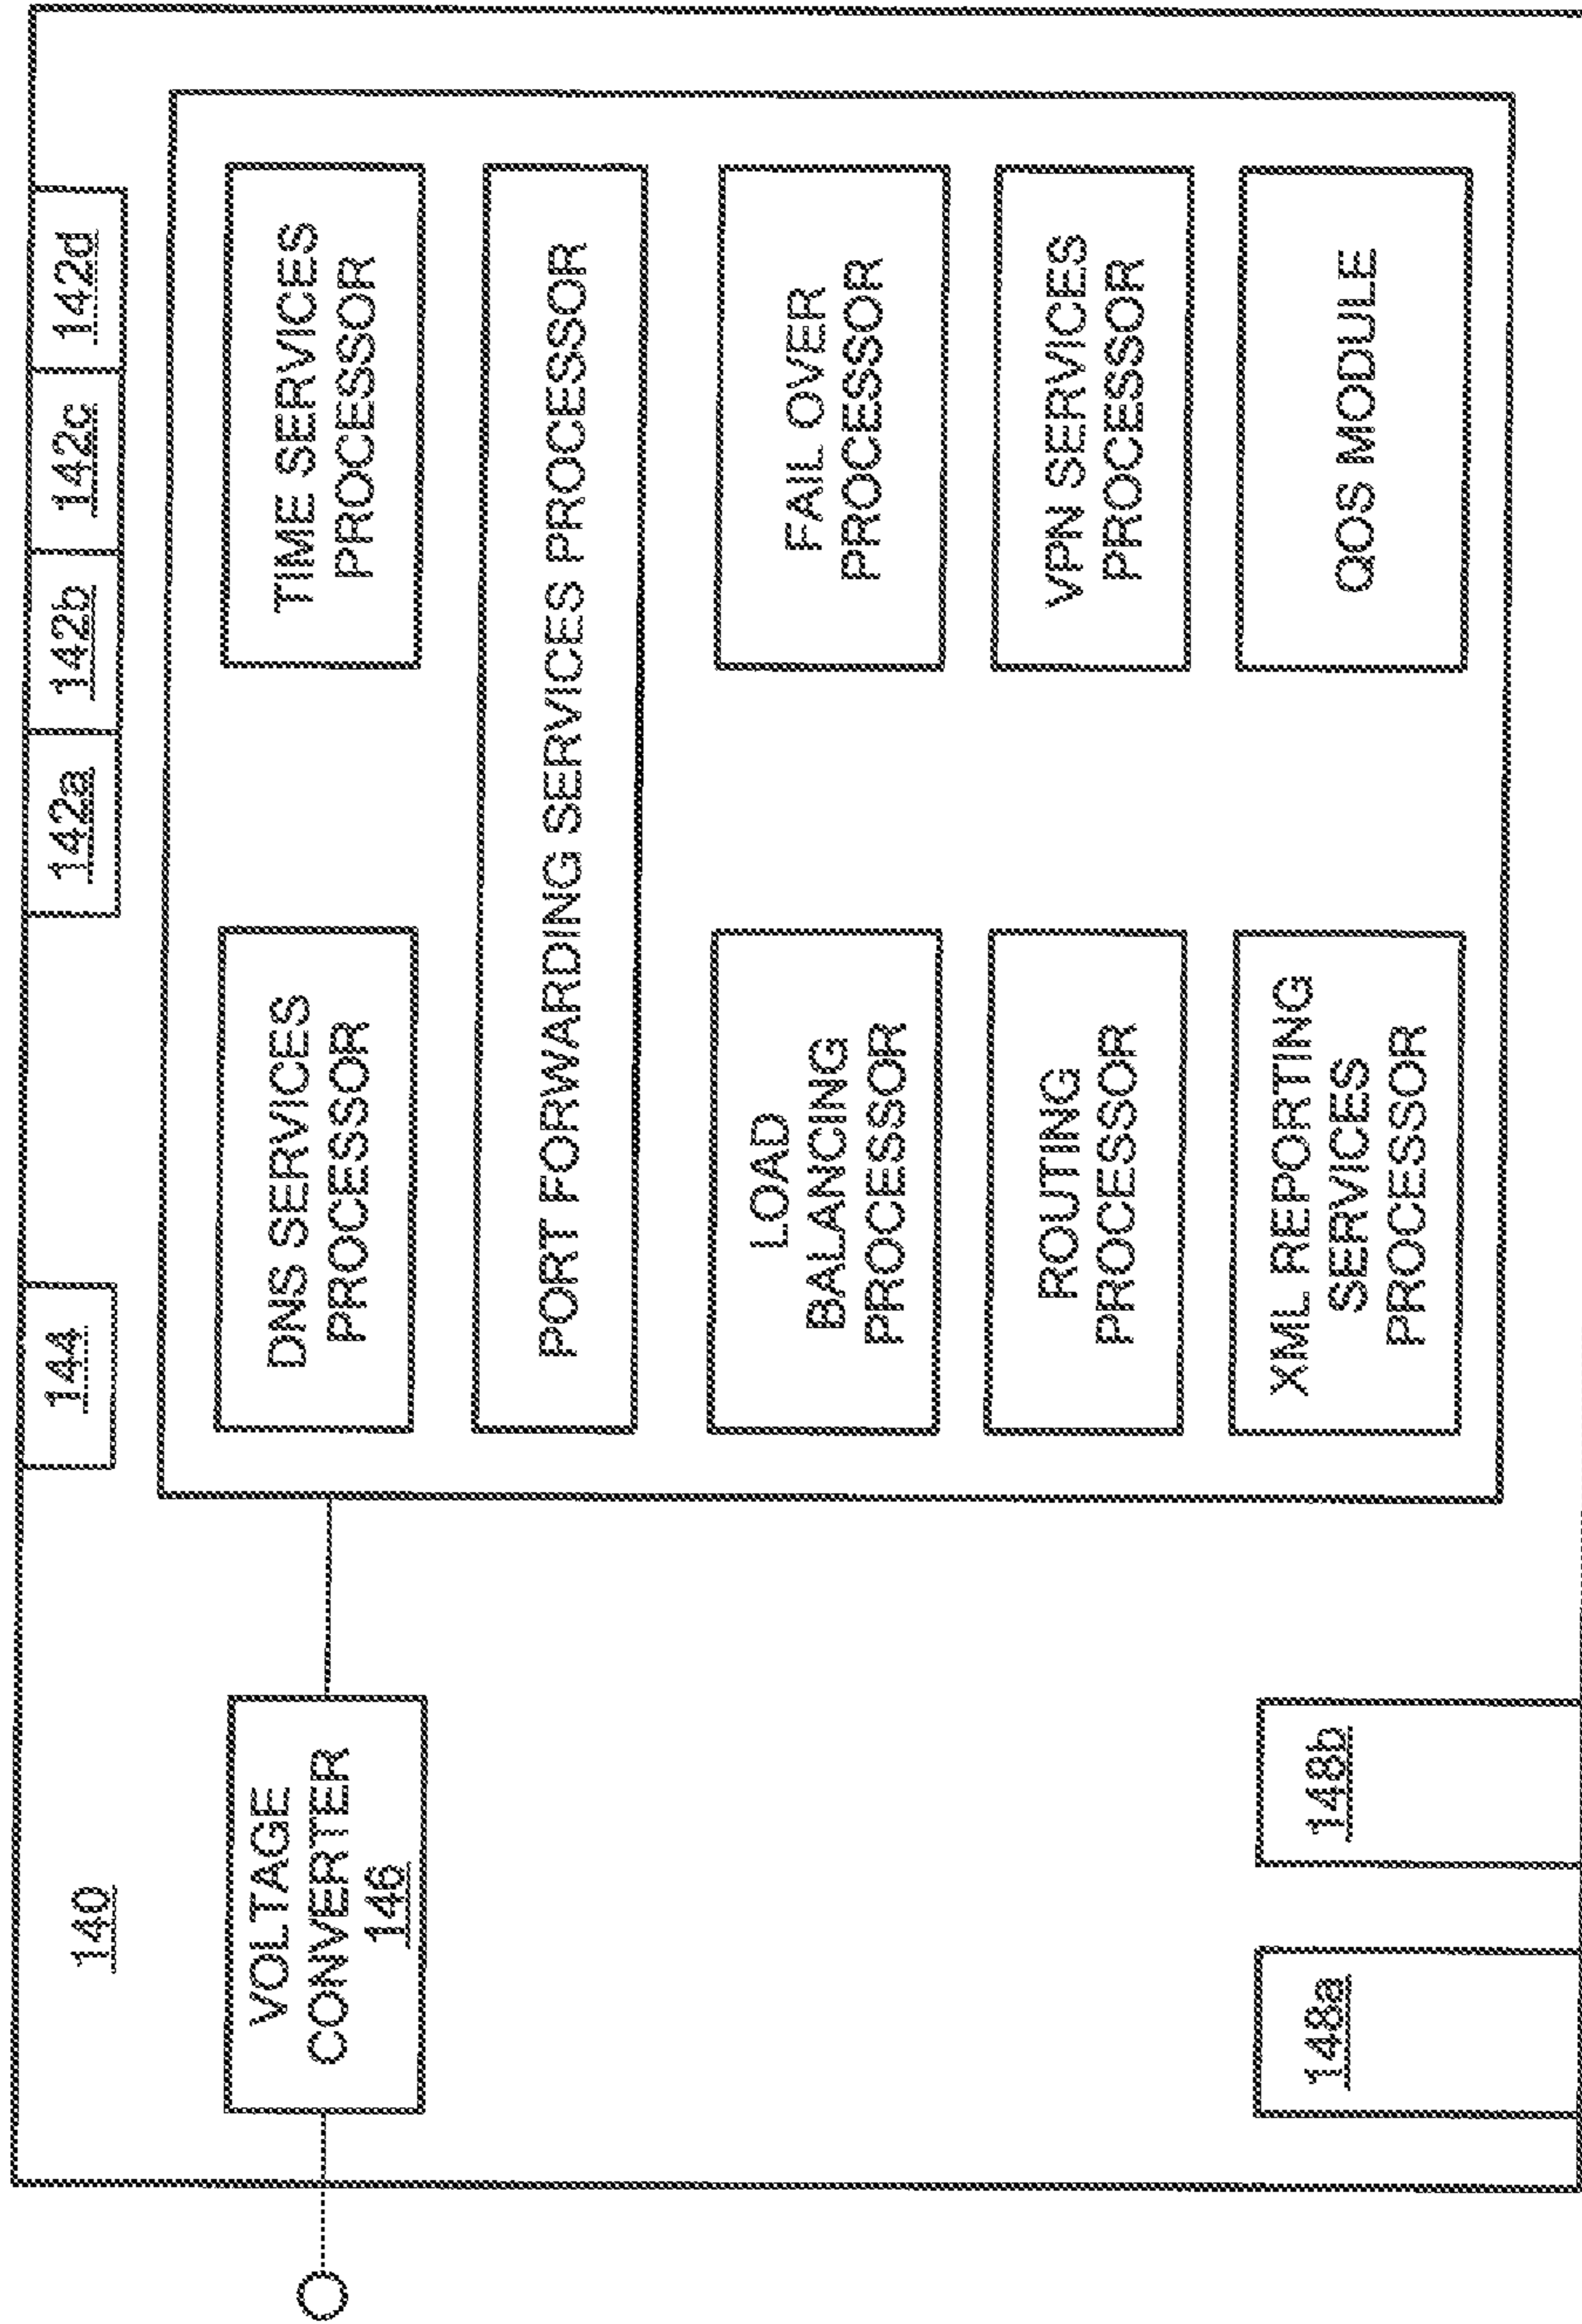 140
144
142a
142b
142c
142d
VOLTAGE
CONVERTER
146
DNS SERVICES
PROCESSOR
TIME SERVICES
PROCESSOR
PORT FORWARDING SERVICES PROCESSOR
LOAD
BALANCING
PROCESSOR
FAIL OVER
PROCESSOR
ROUTING
PROCESSOR
VPN SERVICES
PROCESSOR
XML REPORTING
SERVICES
PROCESSOR
QOS MODULE
148a
148b